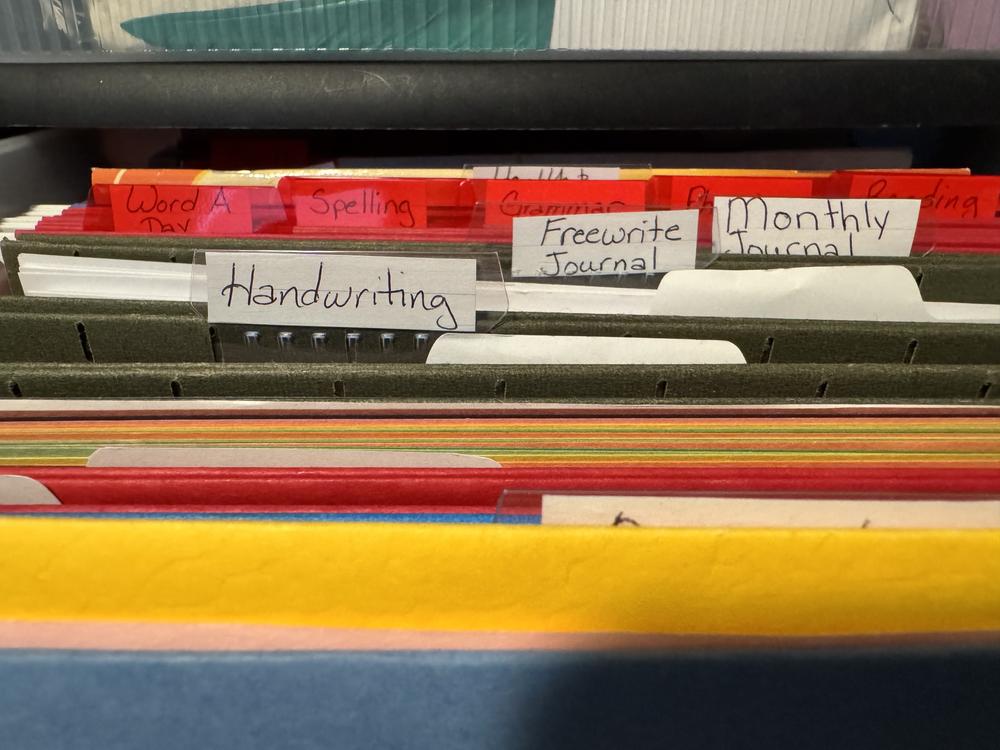 Word A
Day
Spelling
Grammar
Reading
Freewrite
Journal
Monthly
Journal
Handwriting